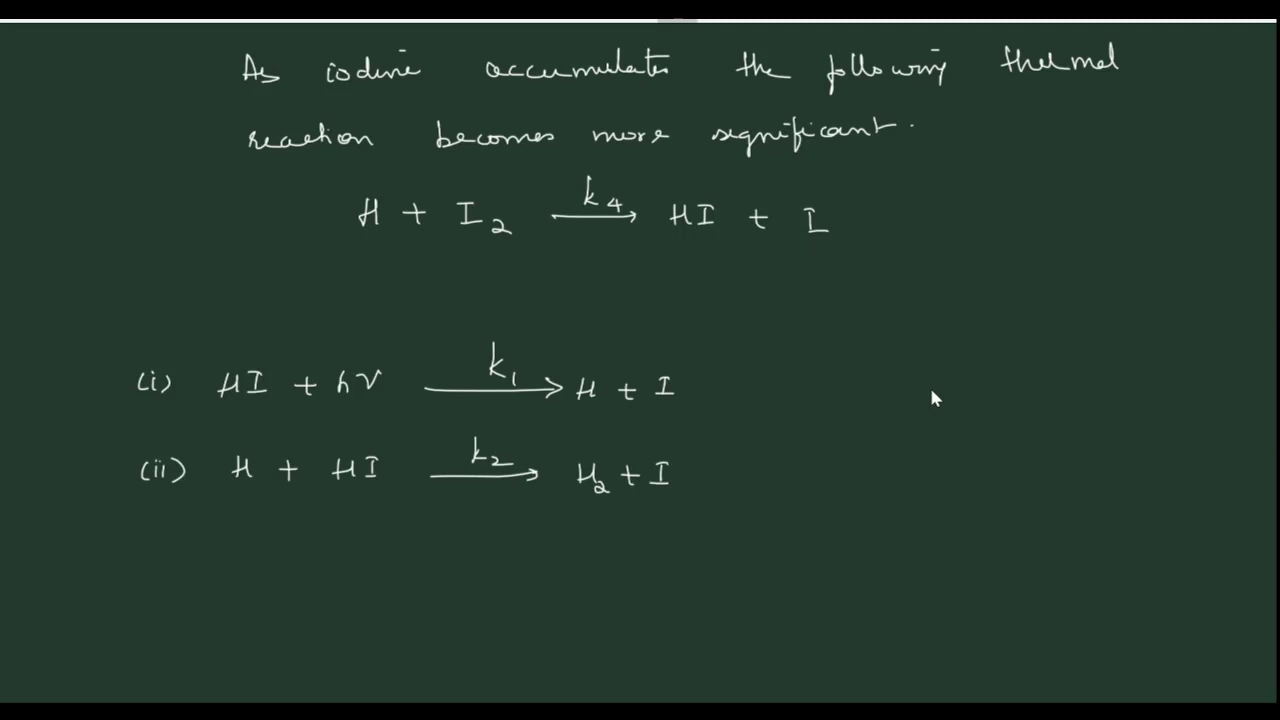 As iodine accumulates the following thermal
reaction becomes more significant.
H + I₂ —k₄→ HI + I
(i) HI + hν —k₁→ H + I
(ii) H + HI —k₂→ H₂ + I